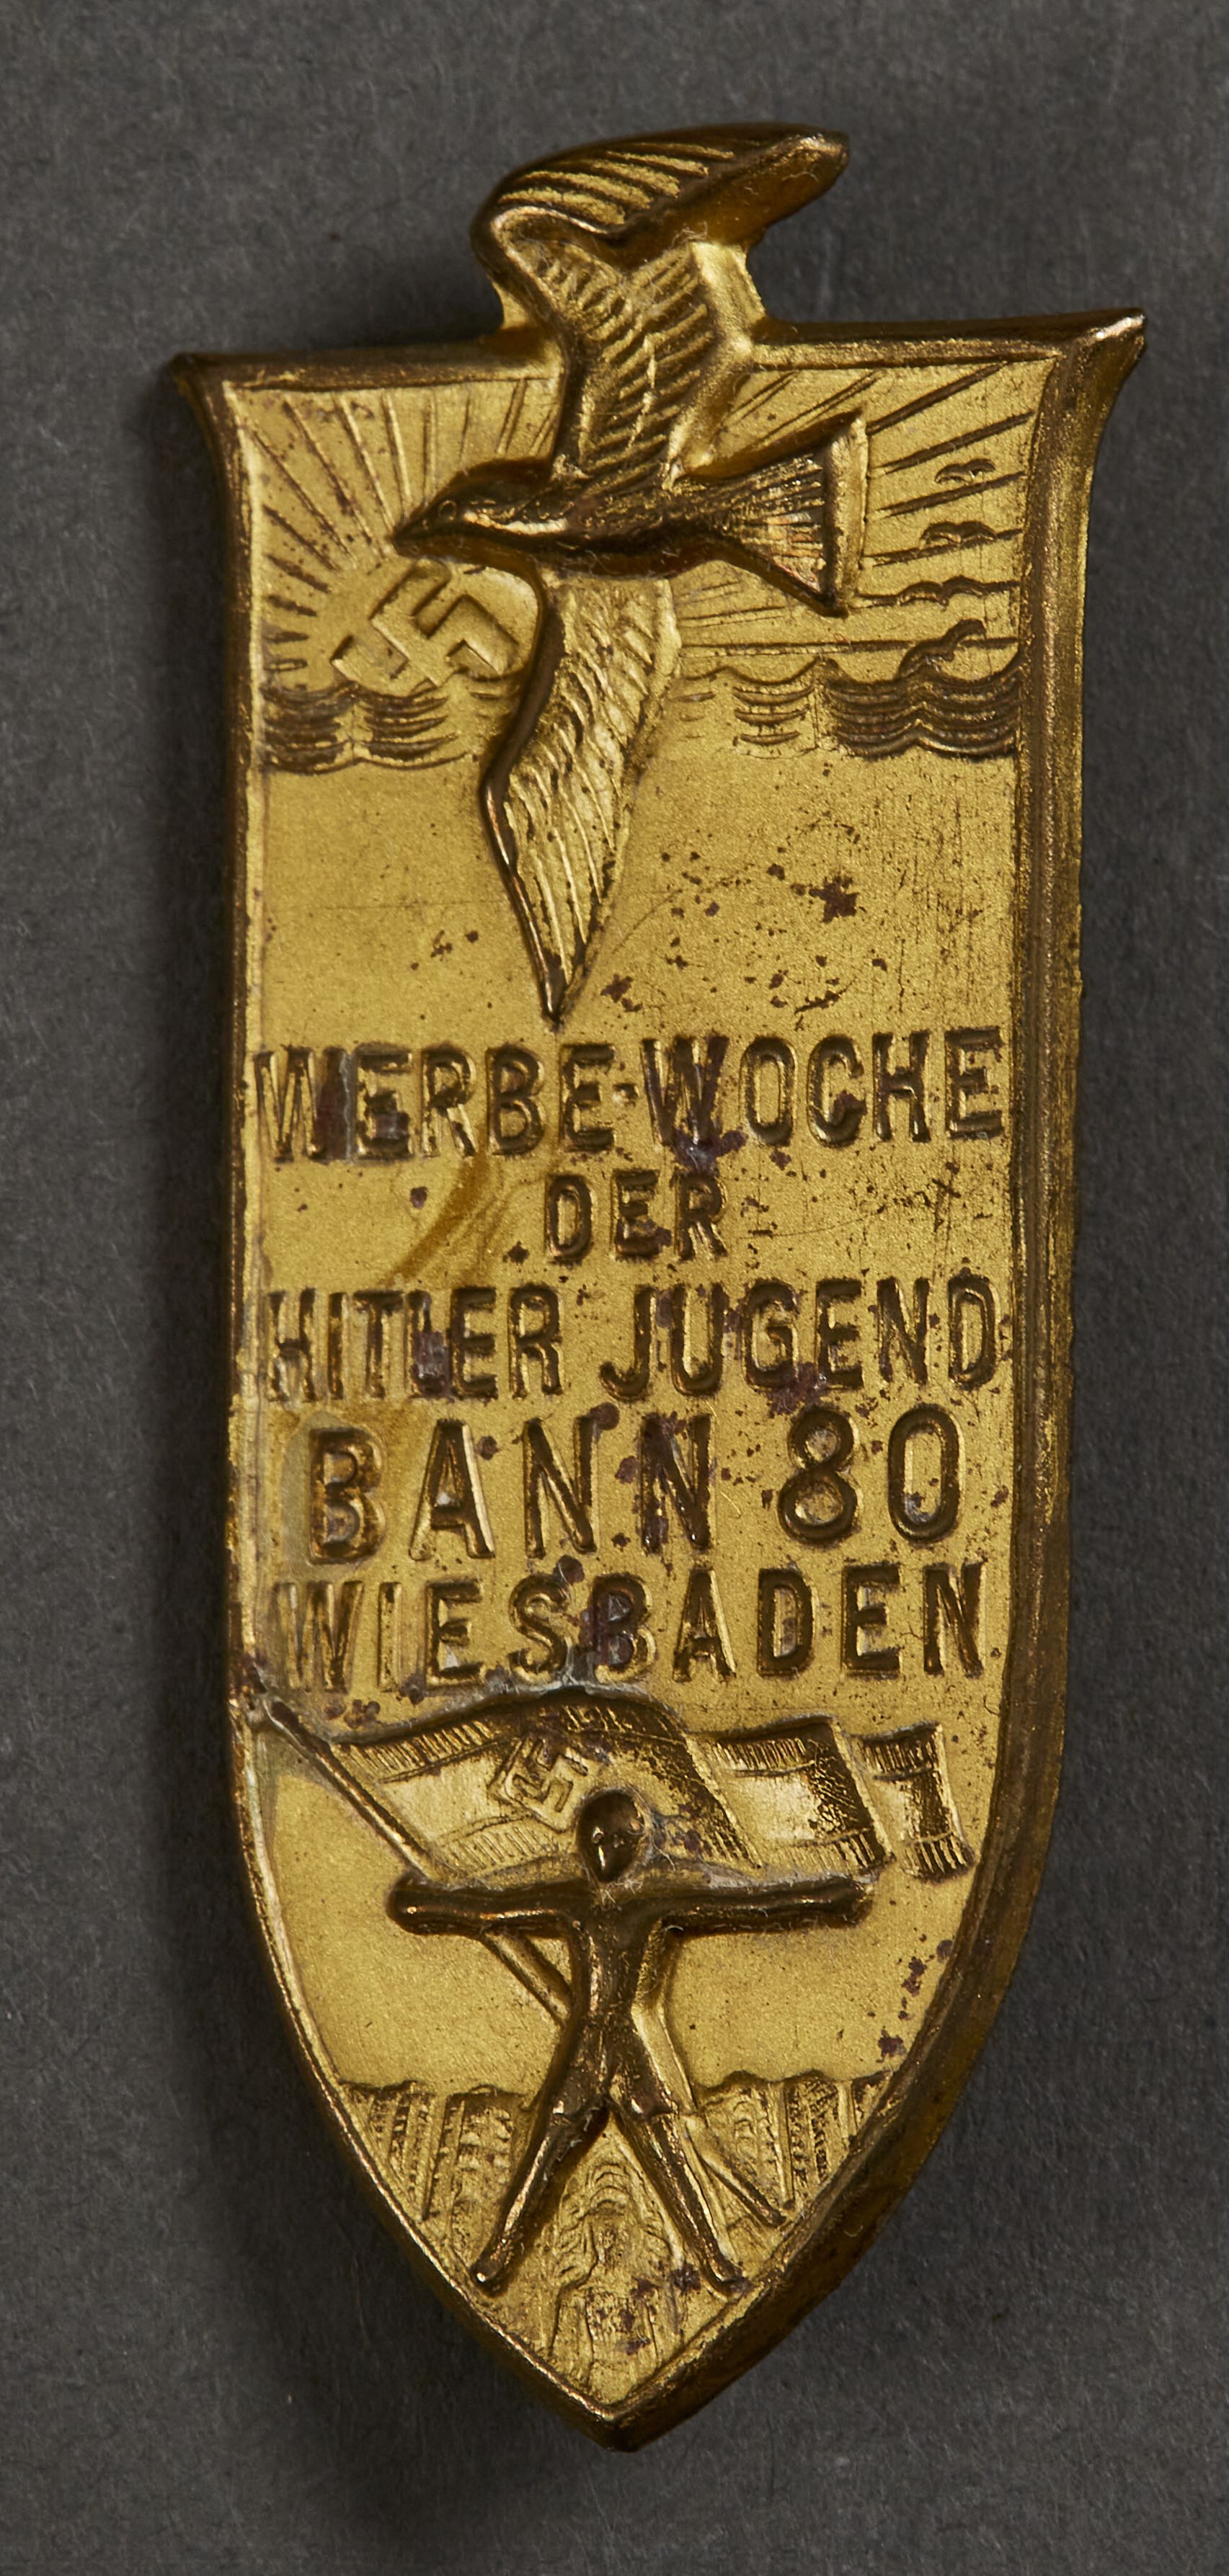 WERBE-WOCHE
DER
HITLER JUGEND
BANN 80
WIESBADEN